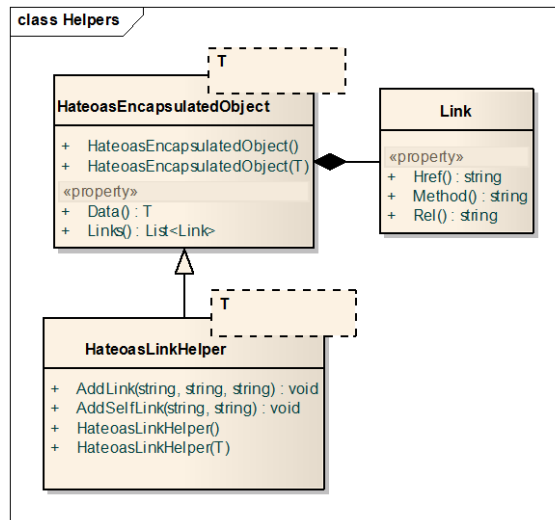 class Helpers
T
HateoasEncapsulatedObject
+ HateoasEncapsulatedObject()
+ HateoasEncapsulatedObject(T)
«property»
+ Data() : T
+ Links() : List<Link>
Link
«property»
+ Href() : string
+ Method() : string
+ Rel() : string
T
HateoasLinkHelper
+ AddLink(string, string, string) : void
+ AddSelfLink(string, string) : void
+ HateoasLinkHelper()
+ HateoasLinkHelper(T)